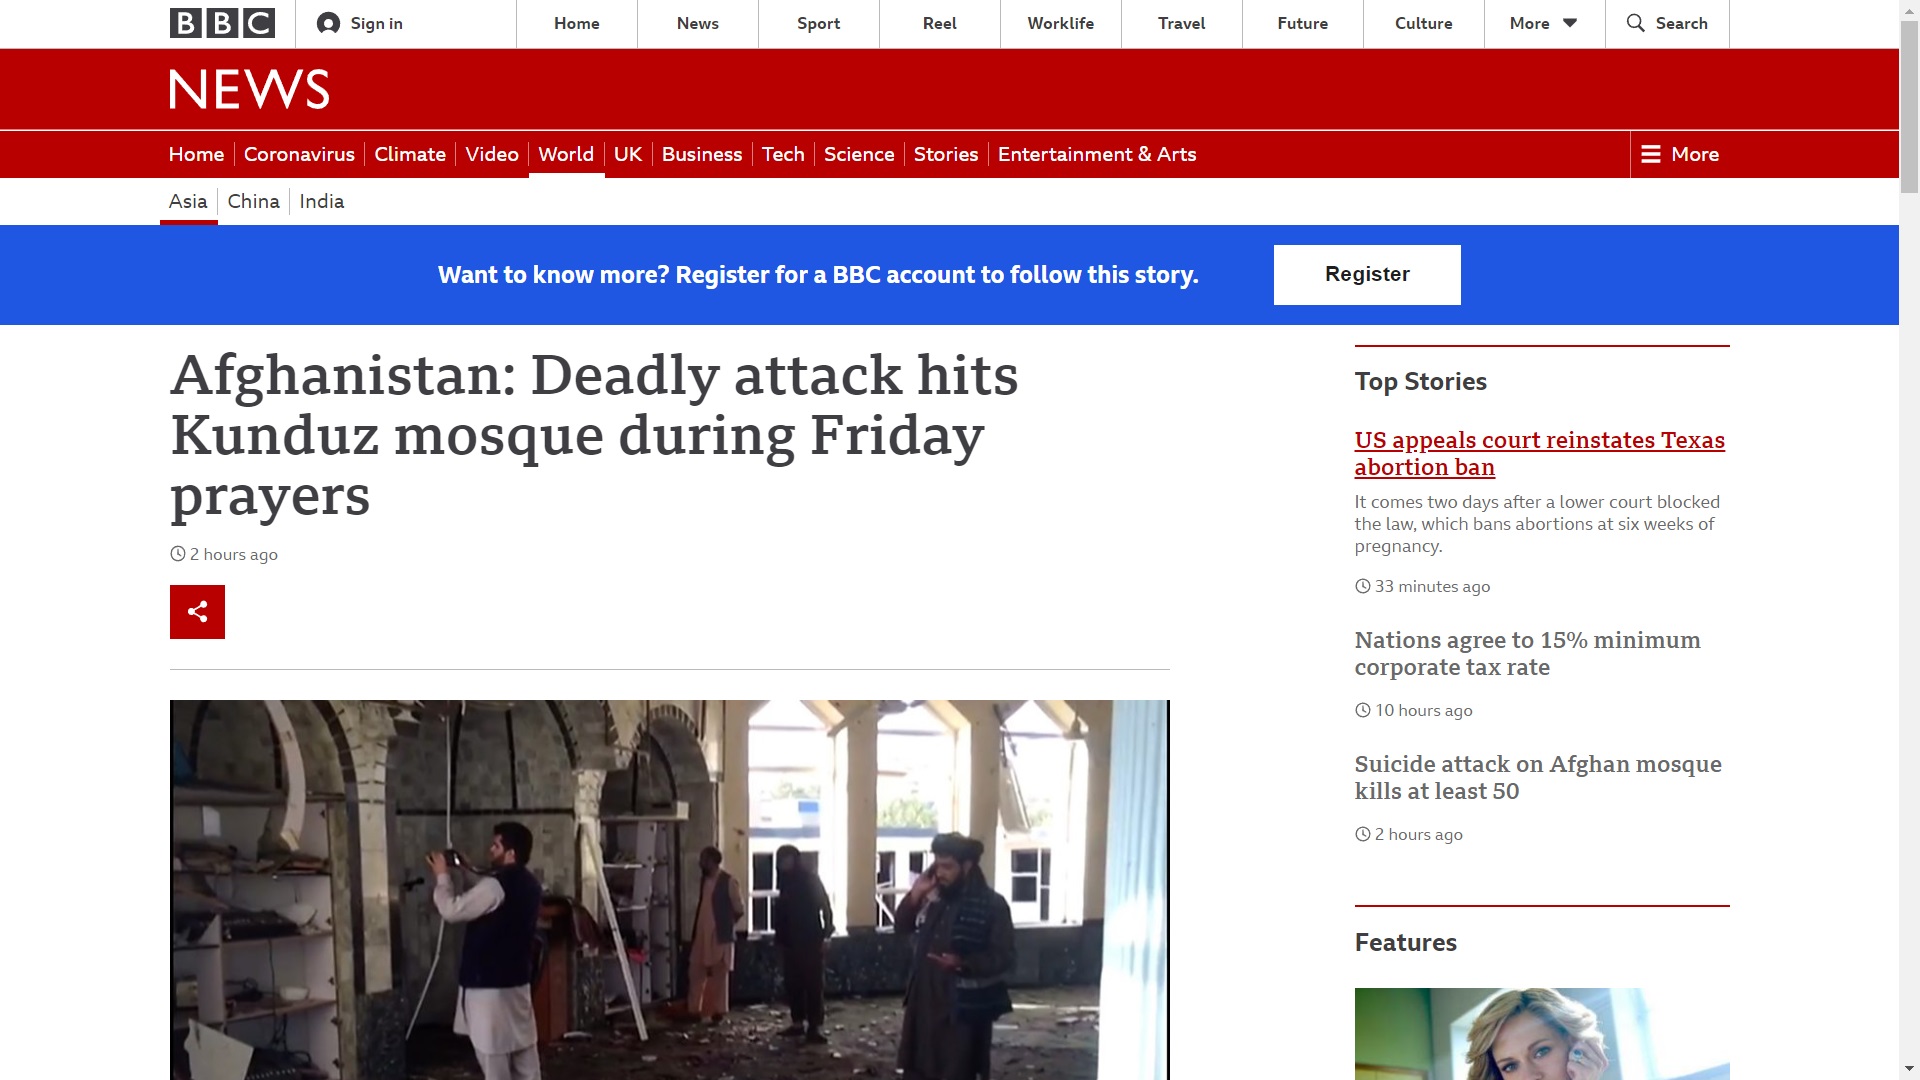 BBC
Sign in
Home
News
Sport
Reel
Worklife
Travel
Future
Culture
More
Search
NEWS
Home
Coronavirus
Climate
Video
World
UK
Business
Tech
Science
Stories
Entertainment & Arts
More
Asia
China
India
Want to know more? Register for a BBC account to follow this story.
Register
Afghanistan: Deadly attack hits
Kunduz mosque during Friday
prayers
2 hours ago
Top Stories
US appeals court reinstates Texas
abortion ban
It comes two days after a lower court blocked
the law, which bans abortions at six weeks of
pregnancy.
33 minutes ago
Nations agree to 15% minimum
corporate tax rate
10 hours ago
Suicide attack on Afghan mosque
kills at least 50
2 hours ago
Features